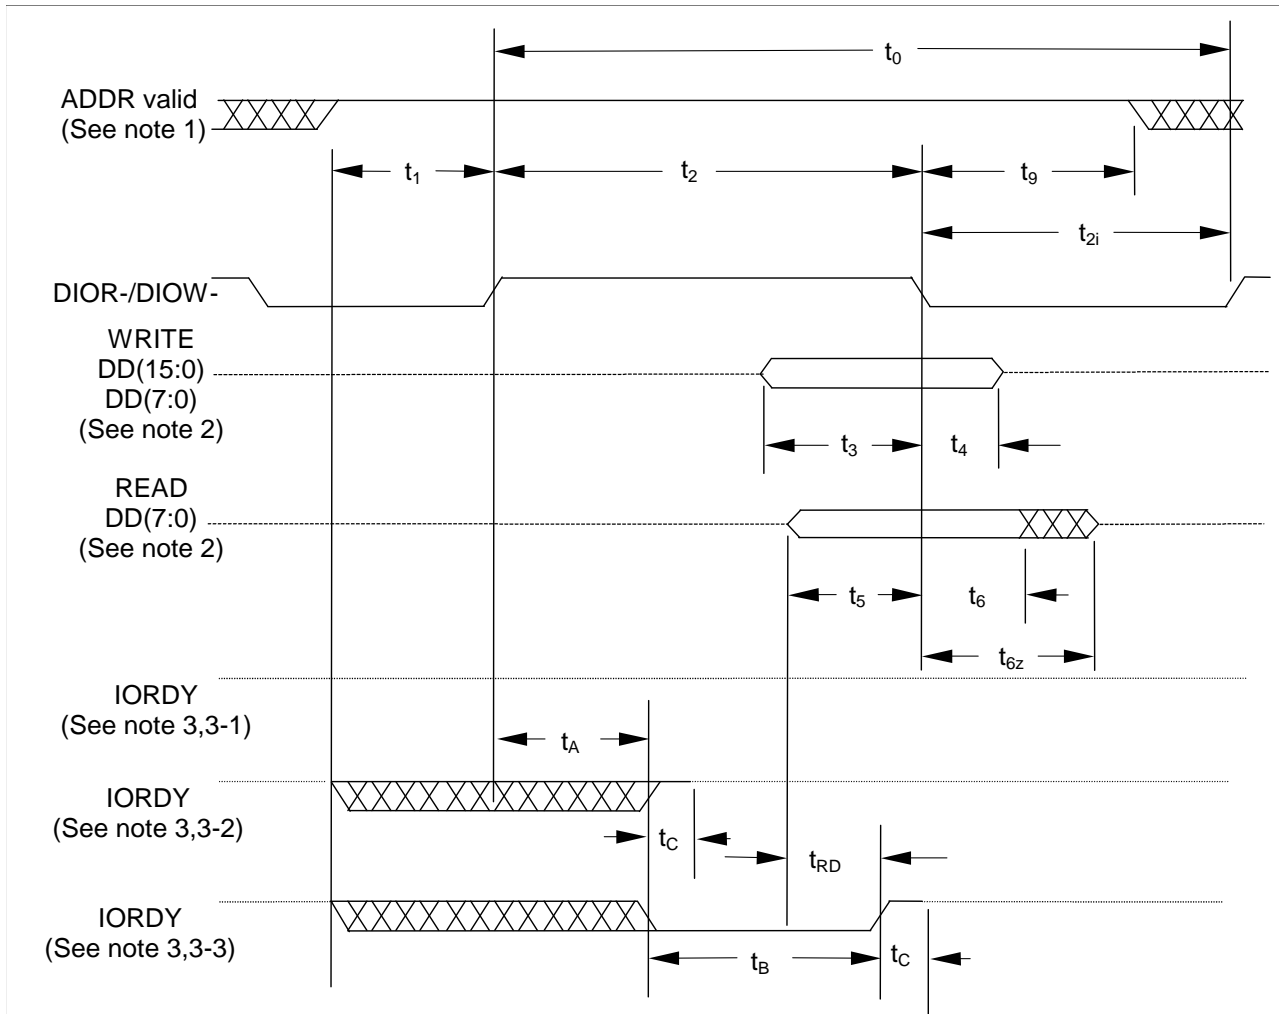 t0
ADDR valid
(See note 1)
t1
t2
t9
t2i
DIOR-/DIOW-
WRITE
DD(15:0)
DD(7:0)
(See note 2)
t3
t4
READ
DD(7:0)
(See note 2)
t5
t6
t6z
IORDY
(See note 3,3-1)
tA
IORDY
(See note 3,3-2)
tC
tRD
IORDY
(See note 3,3-3)
tB
tC